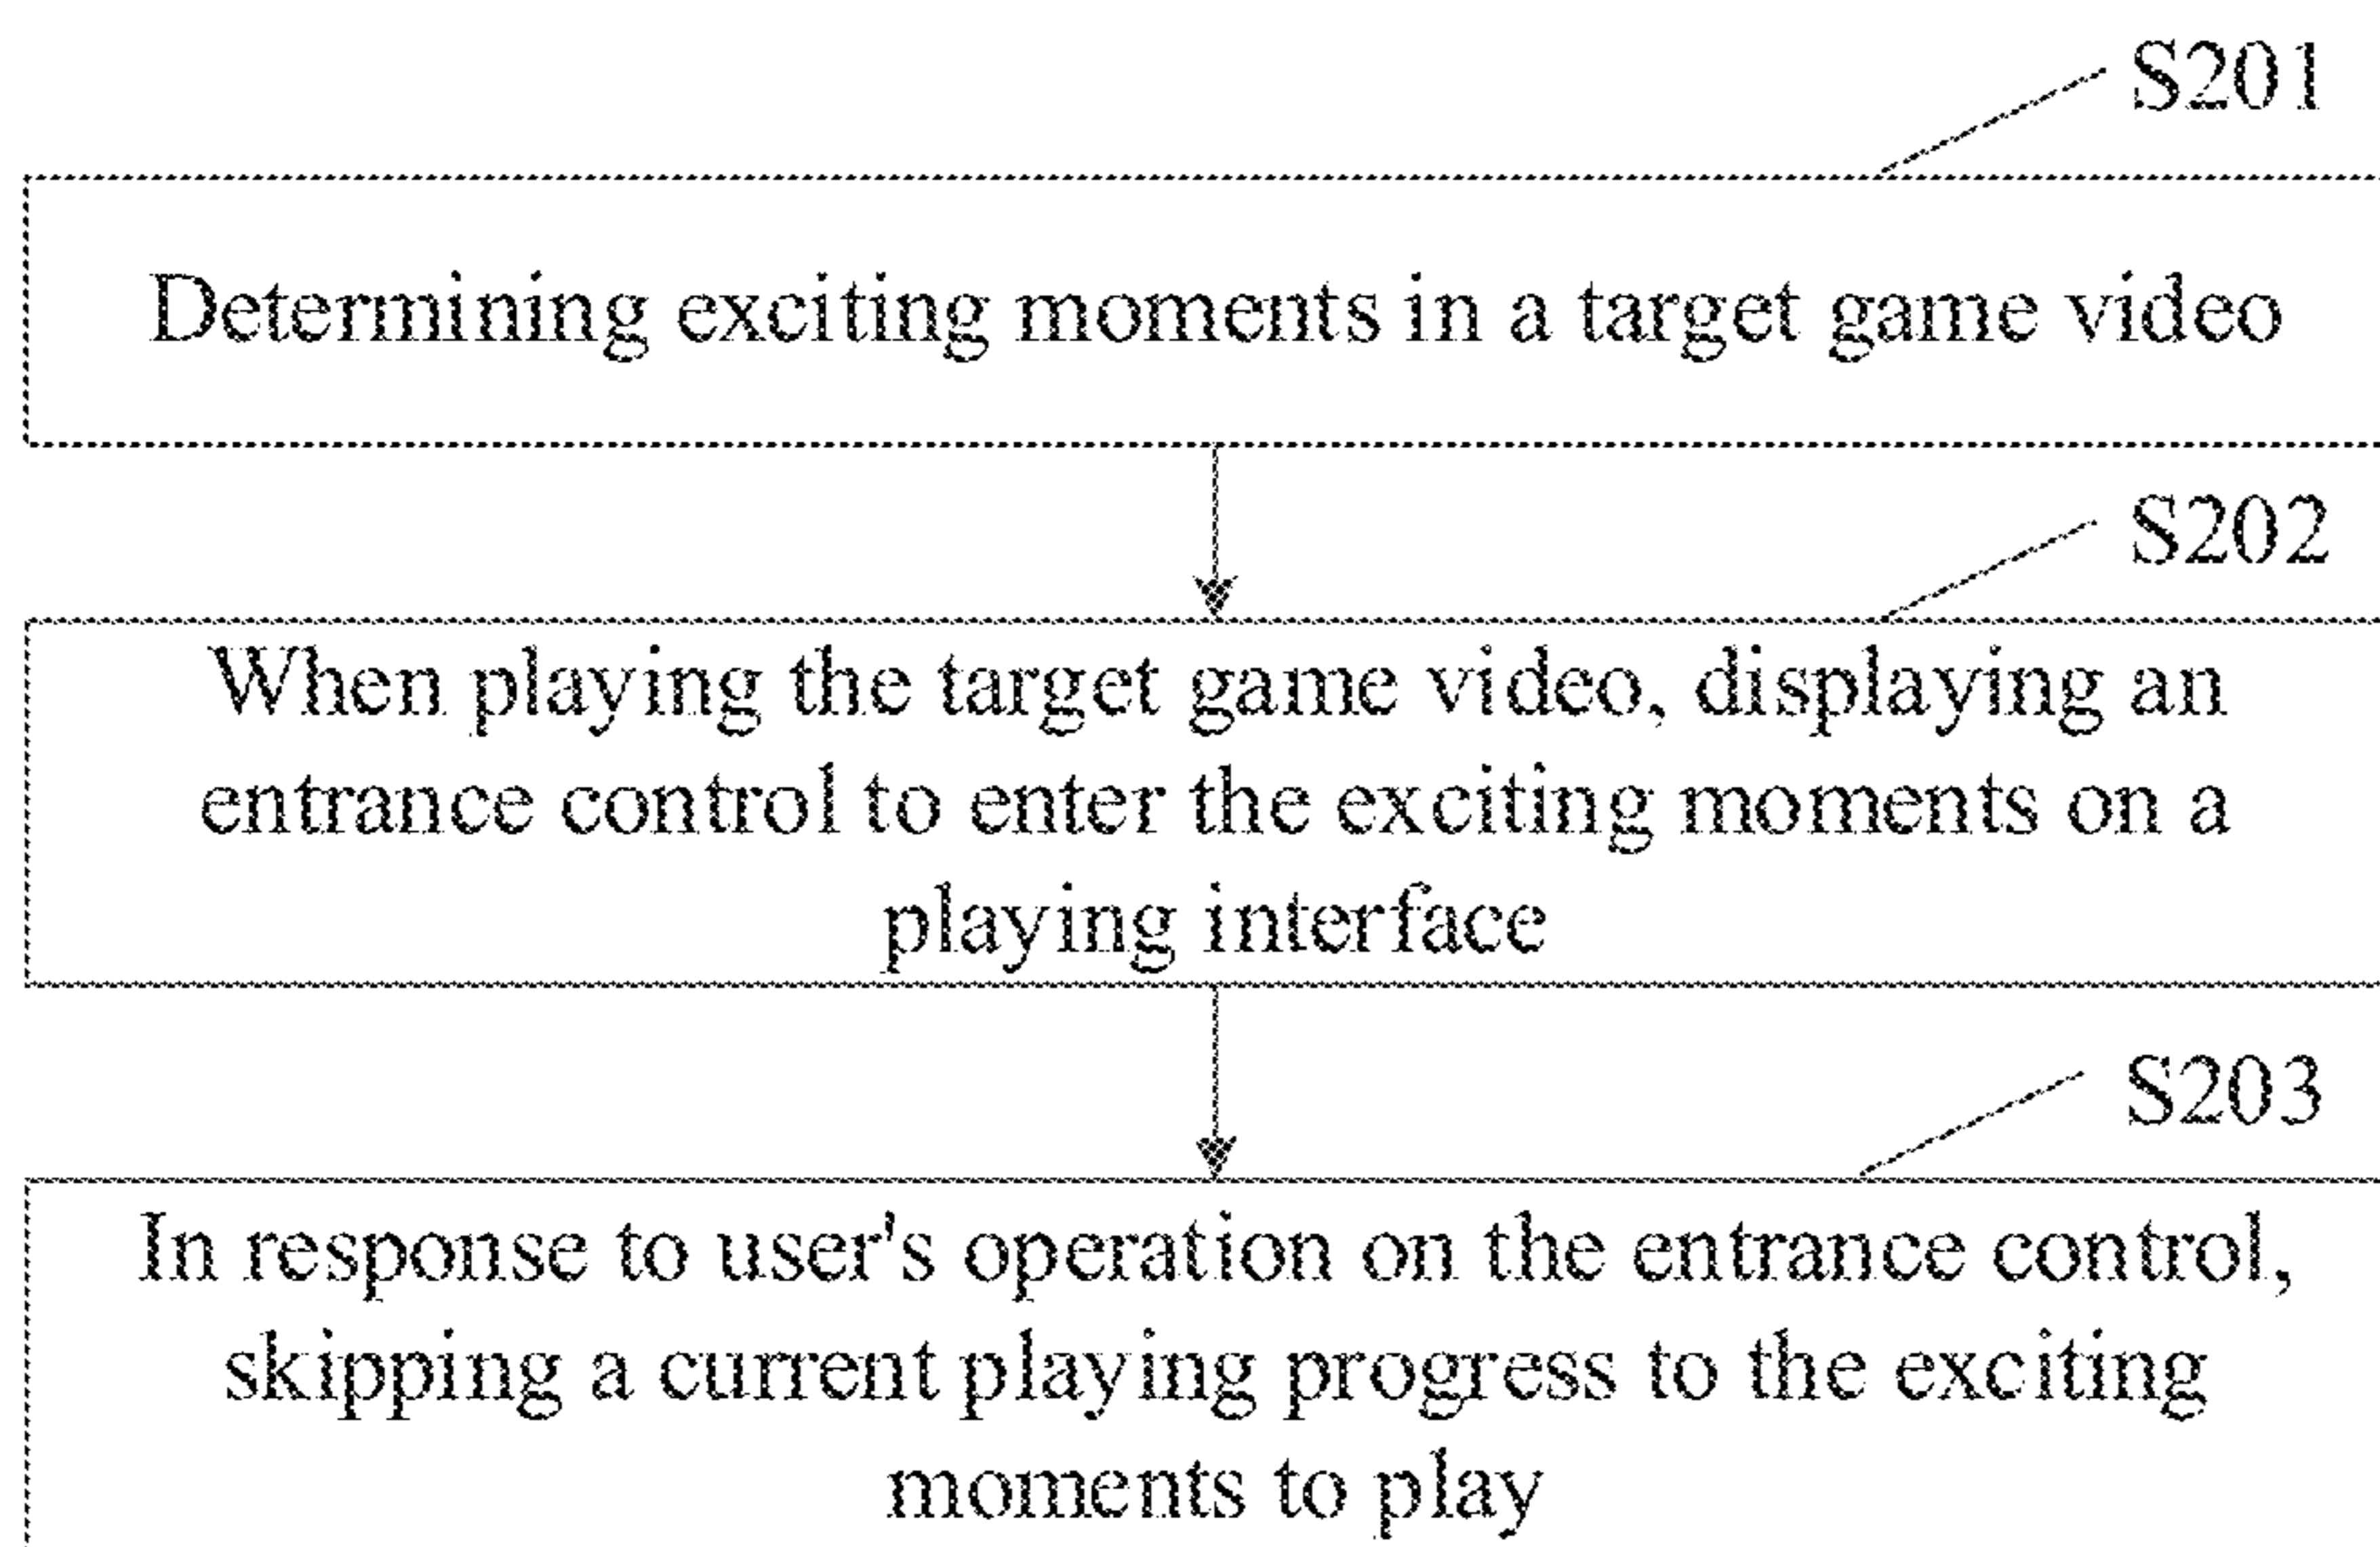 S201
Determining exciting moments in a target game video
S202
When playing the target game video, displaying an
entrance control to enter the exciting moments on a
playing interface
S203
In response to user's operation on the entrance control,
skipping a current playing progress to the exciting
moments to play